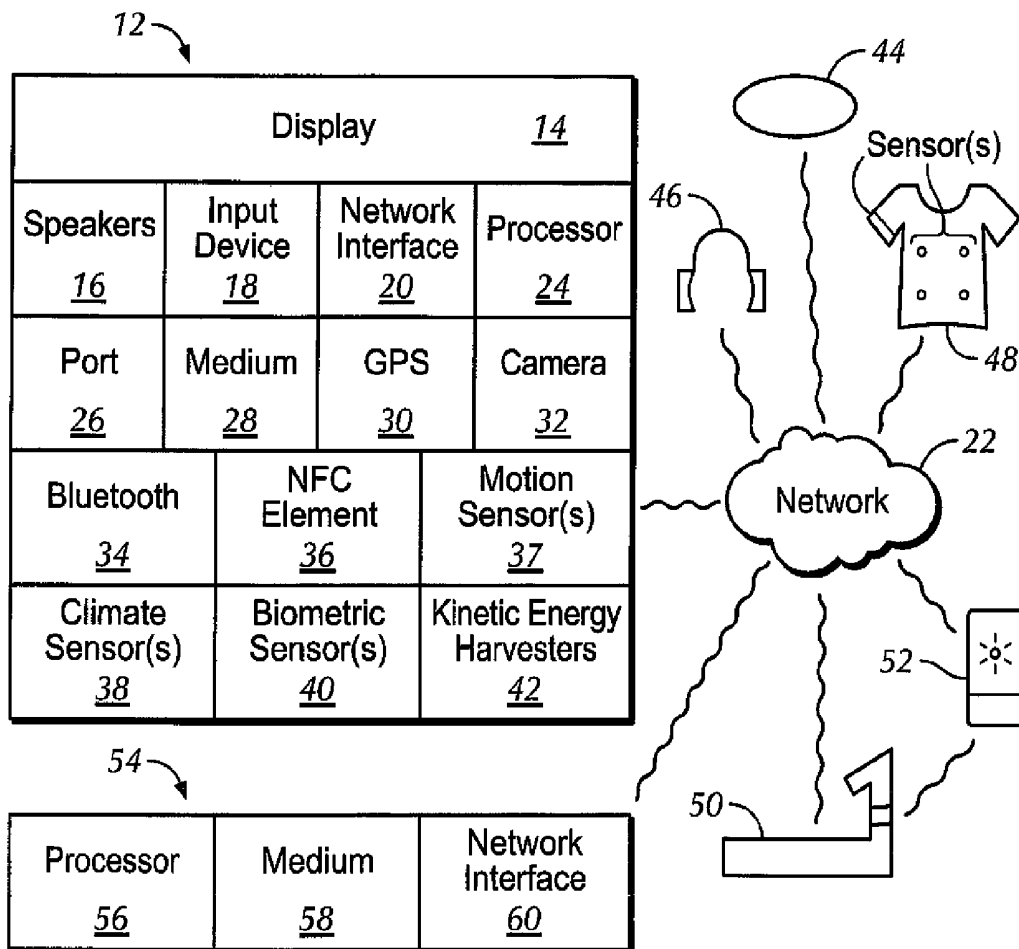 12
Display 14
Speakers
16
Input
Device
18
Network
Interface
20
Processor
24
Port
26
Medium
28
GPS
30
Camera
32
Bluetooth
34
NFC
Element
36
Motion
Sensor(s)
37
Climate
Sensor(s)
38
Biometric
Sensor(s)
40
Kinetic Energy
Harvesters
42
44
46
Sensor(s)
48
22
Network
52
50
54
Processor
56
Medium
58
Network
Interface
60